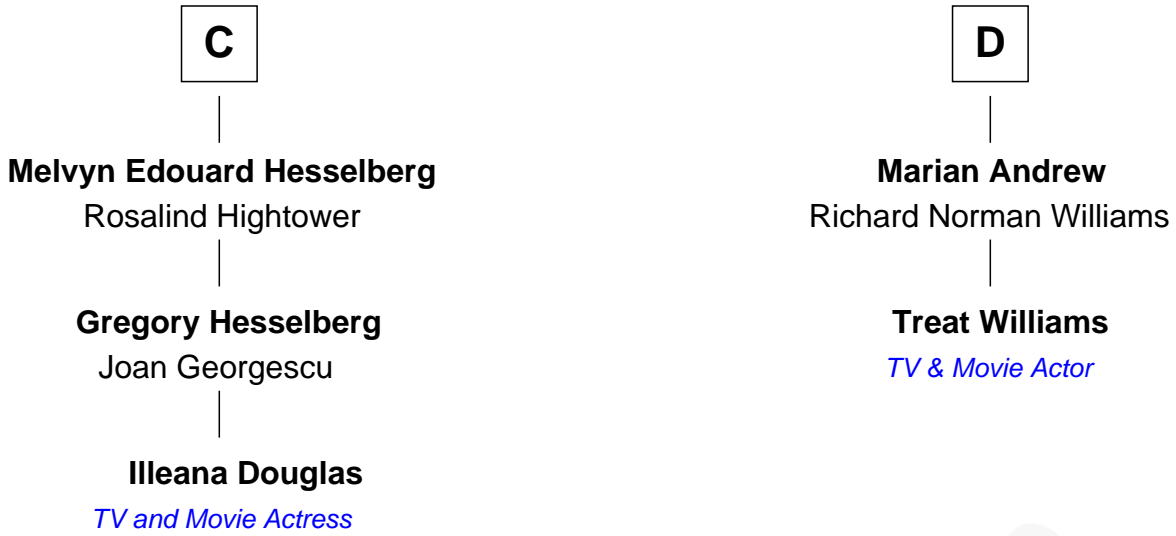 C
Melvyn Edouard Hesselberg
Rosalind Hightower
Gregory Hesselberg
Joan Georgescu
Illeana Douglas
TV and Movie Actress
D
Marian Andrew
Richard Norman Williams
Treat Williams
TV & Movie Actor